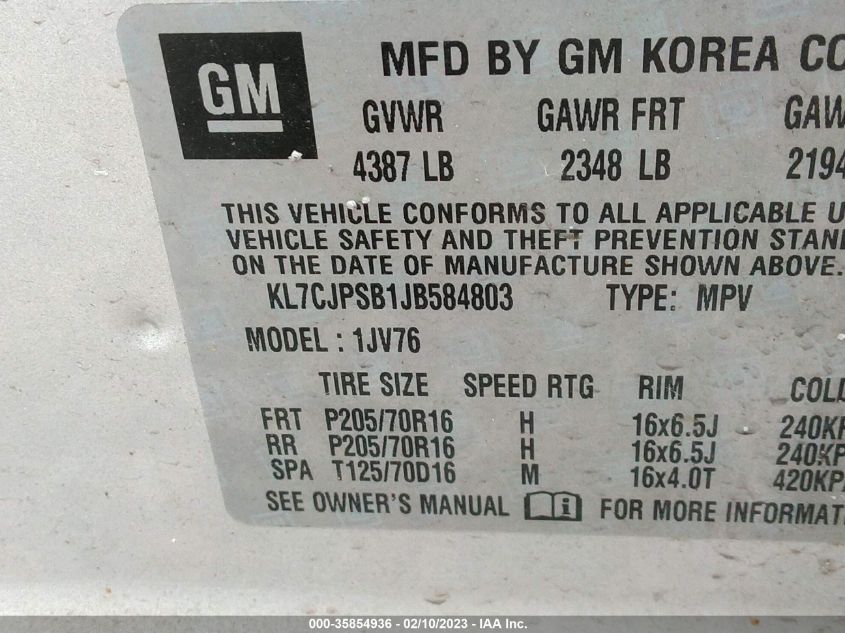 GM
MFD BY GM KOREA CO
GVWR GAWR FRT GAW
4387 LB 2348 LB 2194
THIS VEHICLE CONFORMS TO ALL APPLICABLE U
VEHICLE SAFETY AND THEFT PREVENTION STAN
ON THE DATE OF MANUFACTURE SHOWN ABOVE.
KL7CJPSB1JB584803 TYPE: MPV
MODEL : 1JV76
TIRE SIZE SPEED RTG RIM COLD
FRT P205/70R16 H 16x6.5J 240KP
RR P205/70R16 H 16x6.5J 240KP
SPA T125/70D16 M 16x4.0T 420KPA
SEE OWNER'S MANUAL i FOR MORE INFORMAT
000-35854936 - 02/10/2023 - IAA Inc.